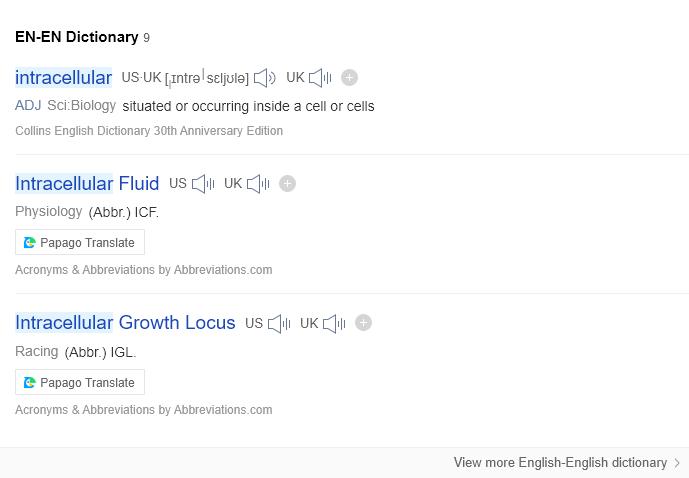 EN-EN Dictionary 9
intracellular US·UK [ˌɪntrəˈsɛljʊlə] UK
ADJ Sci:Biology situated or occurring inside a cell or cells
Collins English Dictionary 30th Anniversary Edition
Intracellular Fluid US UK
Physiology (Abbr.) ICF.
Papago Translate
Acronyms & Abbreviations by Abbreviations.com
Intracellular Growth Locus US UK
Racing (Abbr.) IGL.
Papago Translate
Acronyms & Abbreviations by Abbreviations.com
View more English-English dictionary